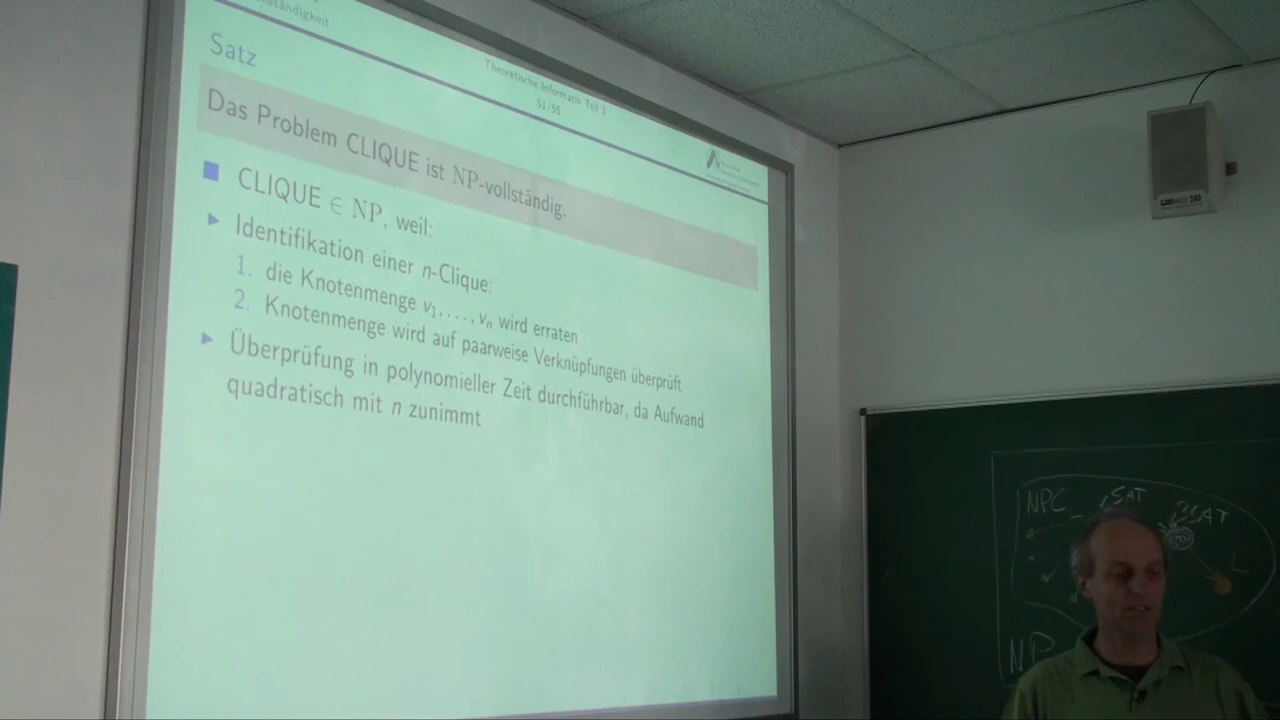 Theoretische Informatik Teil 3
51/55
Satz
Das Problem CLIQUE ist NP-vollständig.
CLIQUE ∈ NP, weil:
Identifikation einer n-Clique:
1. die Knotenmenge v₁, . . . , vₙ wird erraten
2. Knotenmenge wird auf paarweise Verknüpfungen überprüft
Überprüfung in polynomieller Zeit durchführbar, da Aufwand
quadratisch mit n zunimmt
NPC
SAT
L
NP